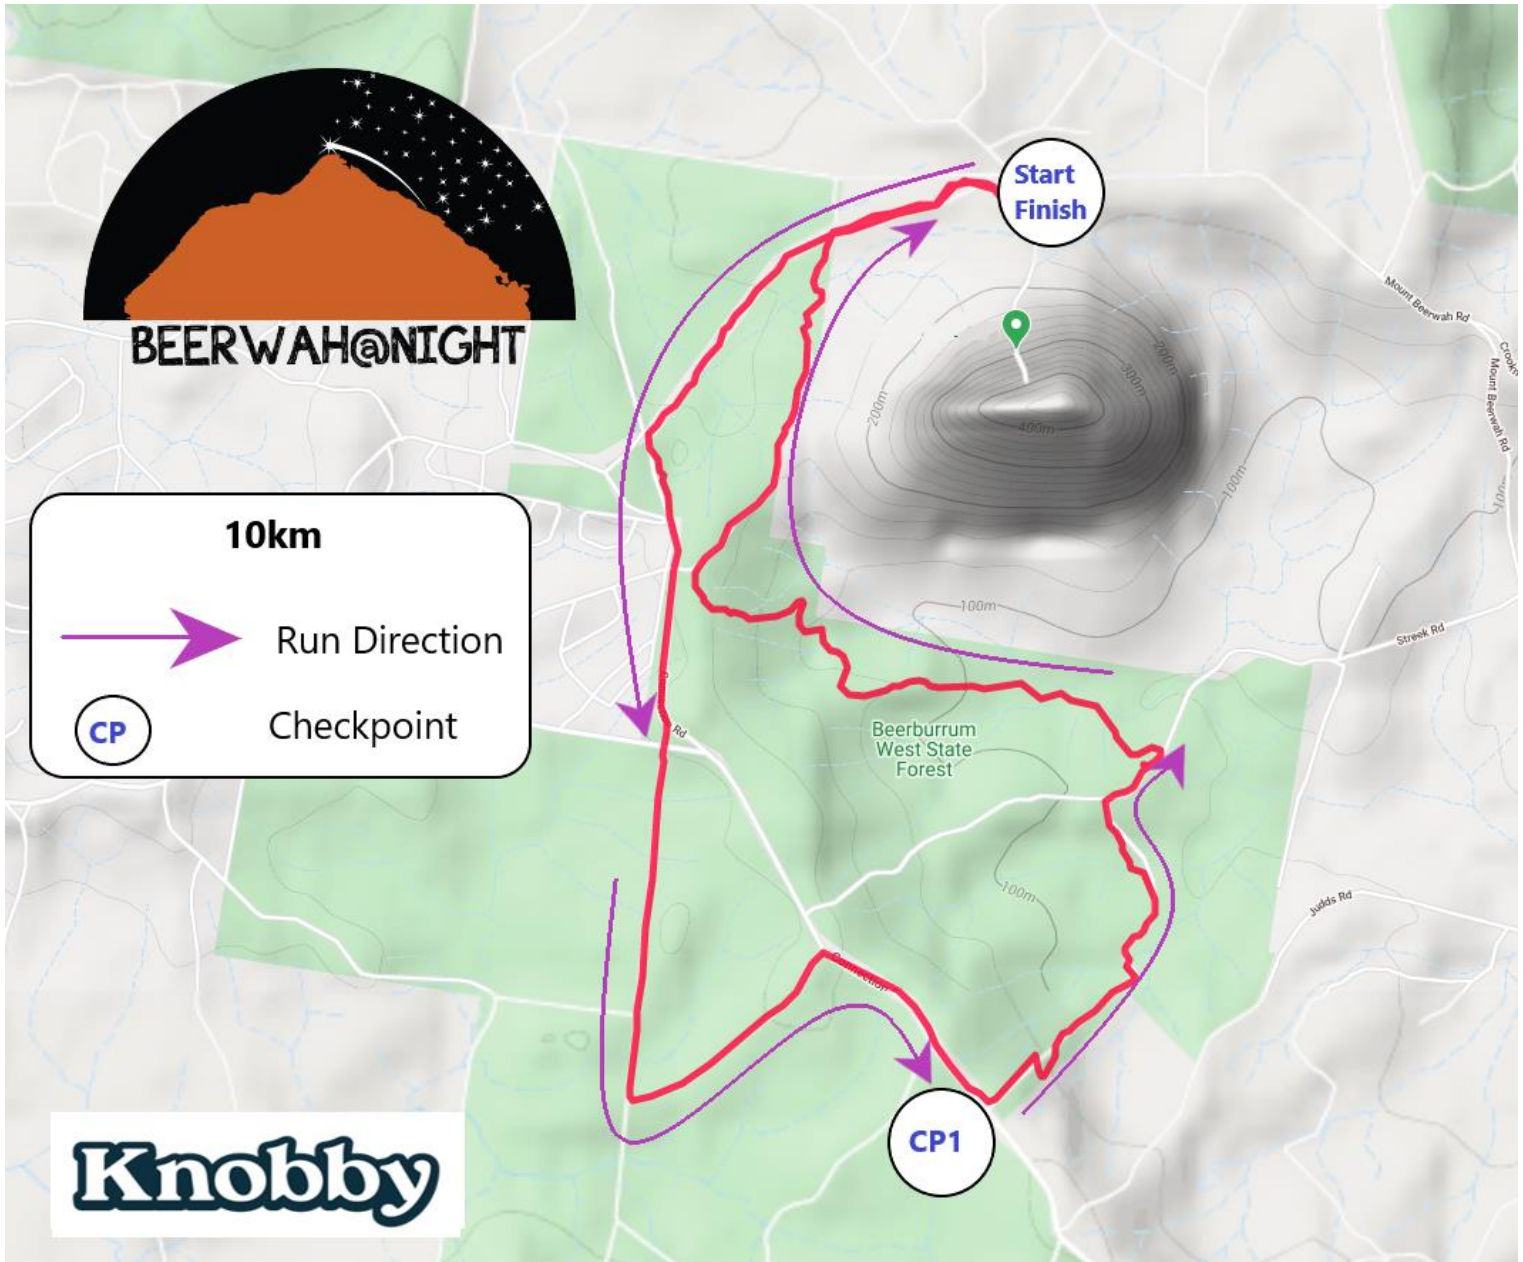 Start
Finish
BEERWAH@NIGHT
Mount Beerwah Rd
Mount Beerwah Rd
200m
300m
200m
400m
100m
100m
10km
Run Direction
CP
Checkpoint
Streek Rd
Rd
Beerburrum
West State
Forest
100m
Judds Rd
Connection
CP1
Knobby